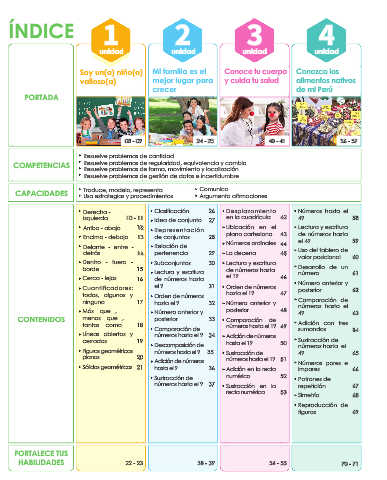 ÍNDICE
1
unidad
2
unidad
3
unidad
4
unidad
Soy un(a) niño(a)
valioso(a)
Mi familia es el
mejor lugar para
crecer
Conozco tu cuerpo
y cuida tu salud
Conozco los
alimentos nativos
de mi Perú
PORTADA
08 - 09
24 - 25
40 - 41
56 - 57
COMPETENCIAS
• Resuelve problemas de cantidad
• Resuelve problemas de regularidad, equivalencia y cambio
• Resuelve problemas de forma, movimiento y localización
• Resuelve problemas de gestión de datos e incertidumbre
CAPACIDADES
• Traduce, modela, representa
• Usa estrategias y procedimientos
• Comunica
• Argumenta afirmaciones
CONTENIDOS
• Derecha -
izquierda 10 - 11
• Arriba - abajo 12
• Encima - debajo 13
• Delante - entre -
detrás 14
• Dentro - fuera -
borde 15
• Cerca - lejos 16
• Cuantificadores:
todos, algunos y
ninguno 17
• Más que ,
menos que ,
tantos como 18
• Líneas abiertas y
cerradas 19
• Figuras geométricas
planas 20
• Sólidos geométricos 21
• Clasificación 26
• Idea de conjunto 27
• Representación
de conjuntos 28
• Relación de
pertenencia 29
• Subconjuntos 30
• Lectura y escritura
de números hasta
el 9 31
• Orden de números
hasta el 9 32
• Número anterior y
posterior 33
• Comparación de
números hasta el 9 34
• Decomposición de
números hasta el 9 35
• Adición de números
hasta el 9 36
• Sustracción de
números hasta el 9 37
• Desplazamiento
en la cuadrícula 42
• Ubicación en el
plano cartesiano 43
• Números ordinales 44
• La decena 45
• Lectura y escritura
de números hasta
el 19 46
• Orden de números
hasta el 19 47
• Número anterior y
posterior 48
• Comparación de
números hasta el 19 49
• Adición de números
hasta el 19 50
• Sustracción de
números hasta el 19 51
• Adición en la recta
numérica 52
• Sustracción en la
recta numérica 53
• Números hasta el
49 58
• Lectura y escritura
de números hasta
el 49 59
• Uso del tablero de
valor posicional 60
• Desarrollo de un
número 61
• Número anterior y
posterior 62
• Comparación de
números hasta el
49 63
• Adición con tres
sumandos 64
• Sustracción de
números hasta el
49 65
• Números pares e
impares 66
• Patrones de
repetición 67
• Simetría 68
• Reproducción de
figuras 69
FORTALECE TUS
HABILIDADES
22 - 23
38 - 39
54 - 55
70 - 71